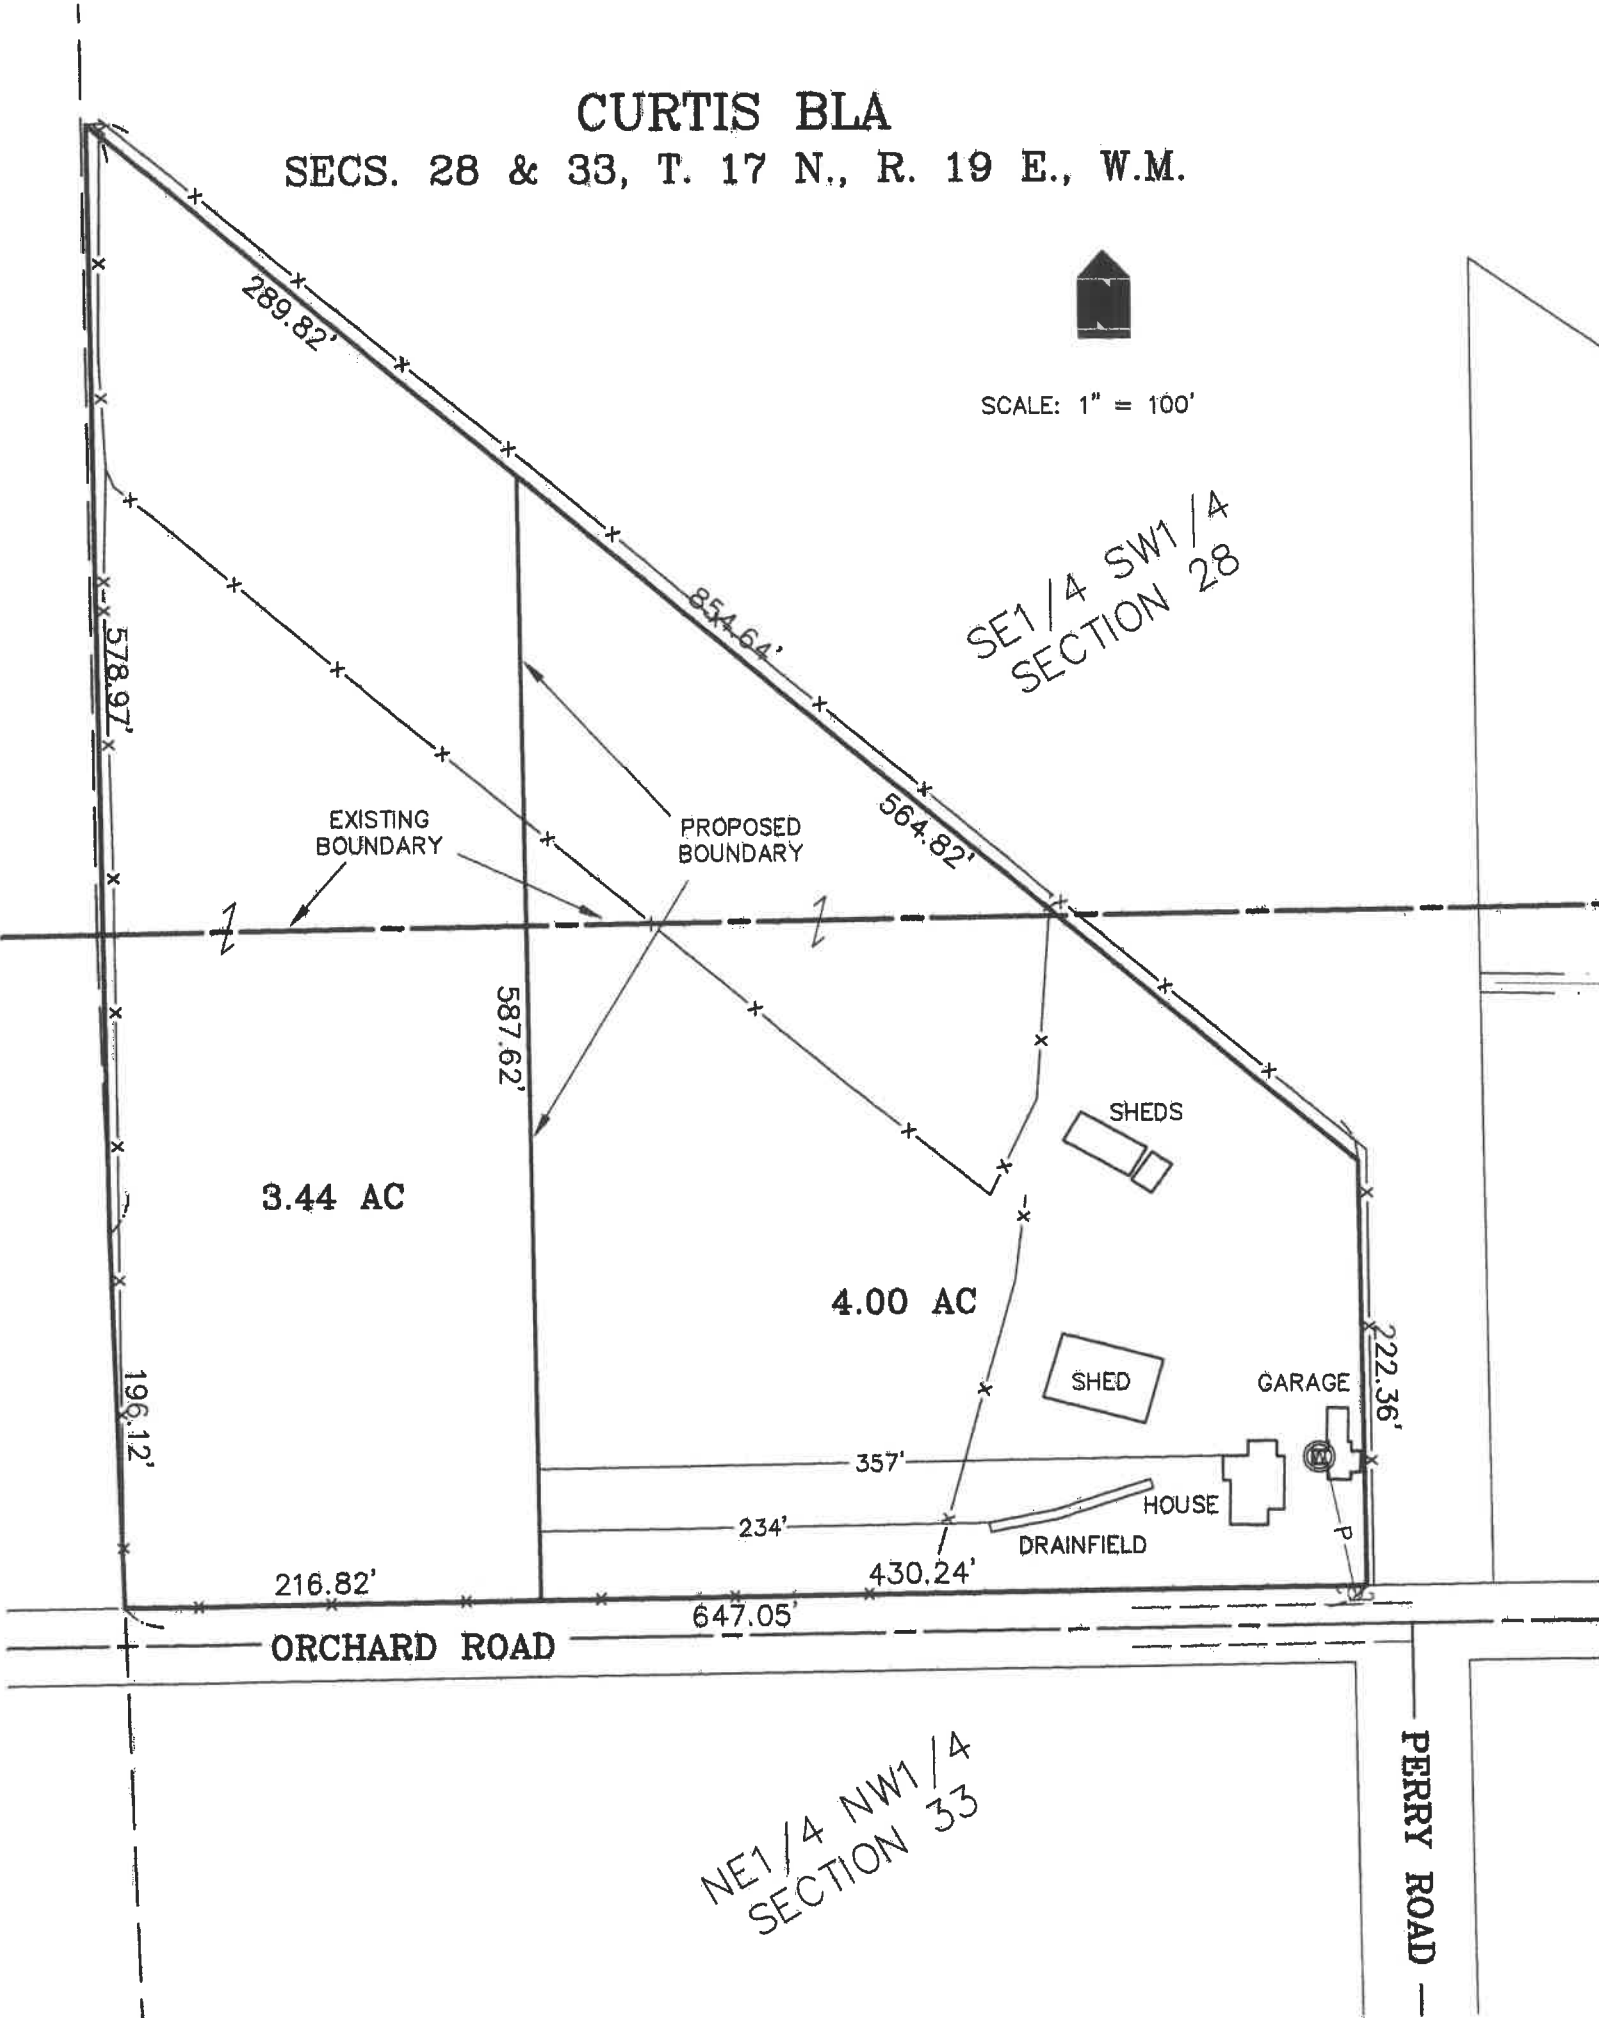 CURTIS BLA
SECS. 28 & 33, T. 17 N., R. 19 E., W.M.
N
SCALE: 1" = 100'
289.82'
854.64'
SE1/4 SW1/4
SECTION 28
578.97'
564.82'
EXISTING
BOUNDARY
PROPOSED
BOUNDARY
587.62'
SHEDS
3.44 AC
4.00 AC
196.12'
SHED
GARAGE
222.36'
357'
W
HOUSE
234'
DRAINFIELD
P
216.82'
430.24'
647.05'
ORCHARD ROAD
PERRY ROAD
NE1/4 NW1/4
SECTION 33